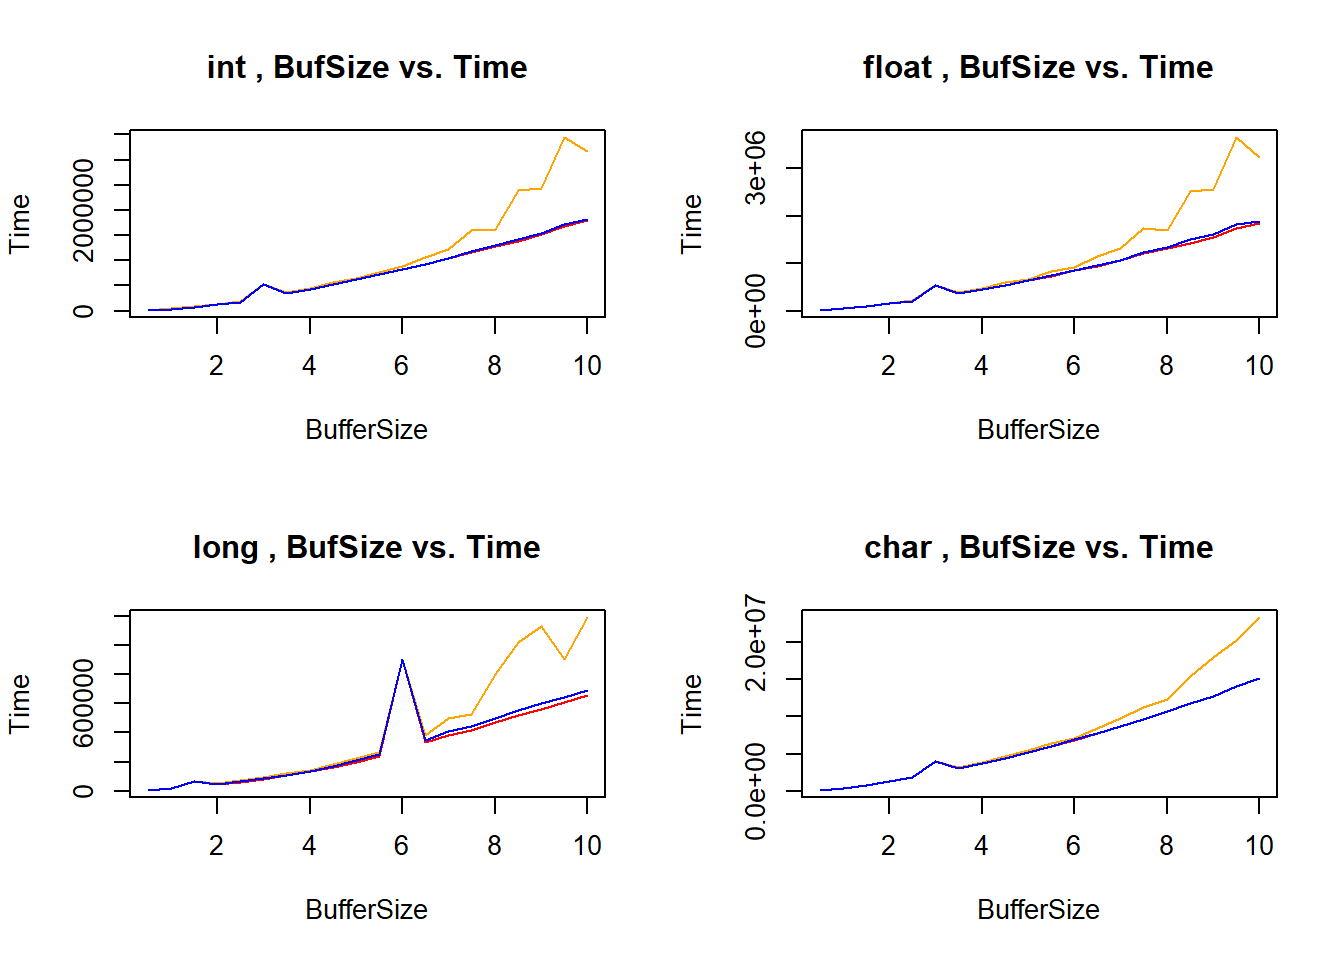 int , BufSize vs. Time
Time
0
2000000
2
4
6
8
10
BufferSize
float , BufSize vs. Time
Time
0e+00
3e+06
2
4
6
8
10
BufferSize
long , BufSize vs. Time
Time
0
600000
2
4
6
8
10
BufferSize
char , BufSize vs. Time
Time
0.0e+00
2.0e+07
2
4
6
8
10
BufferSize